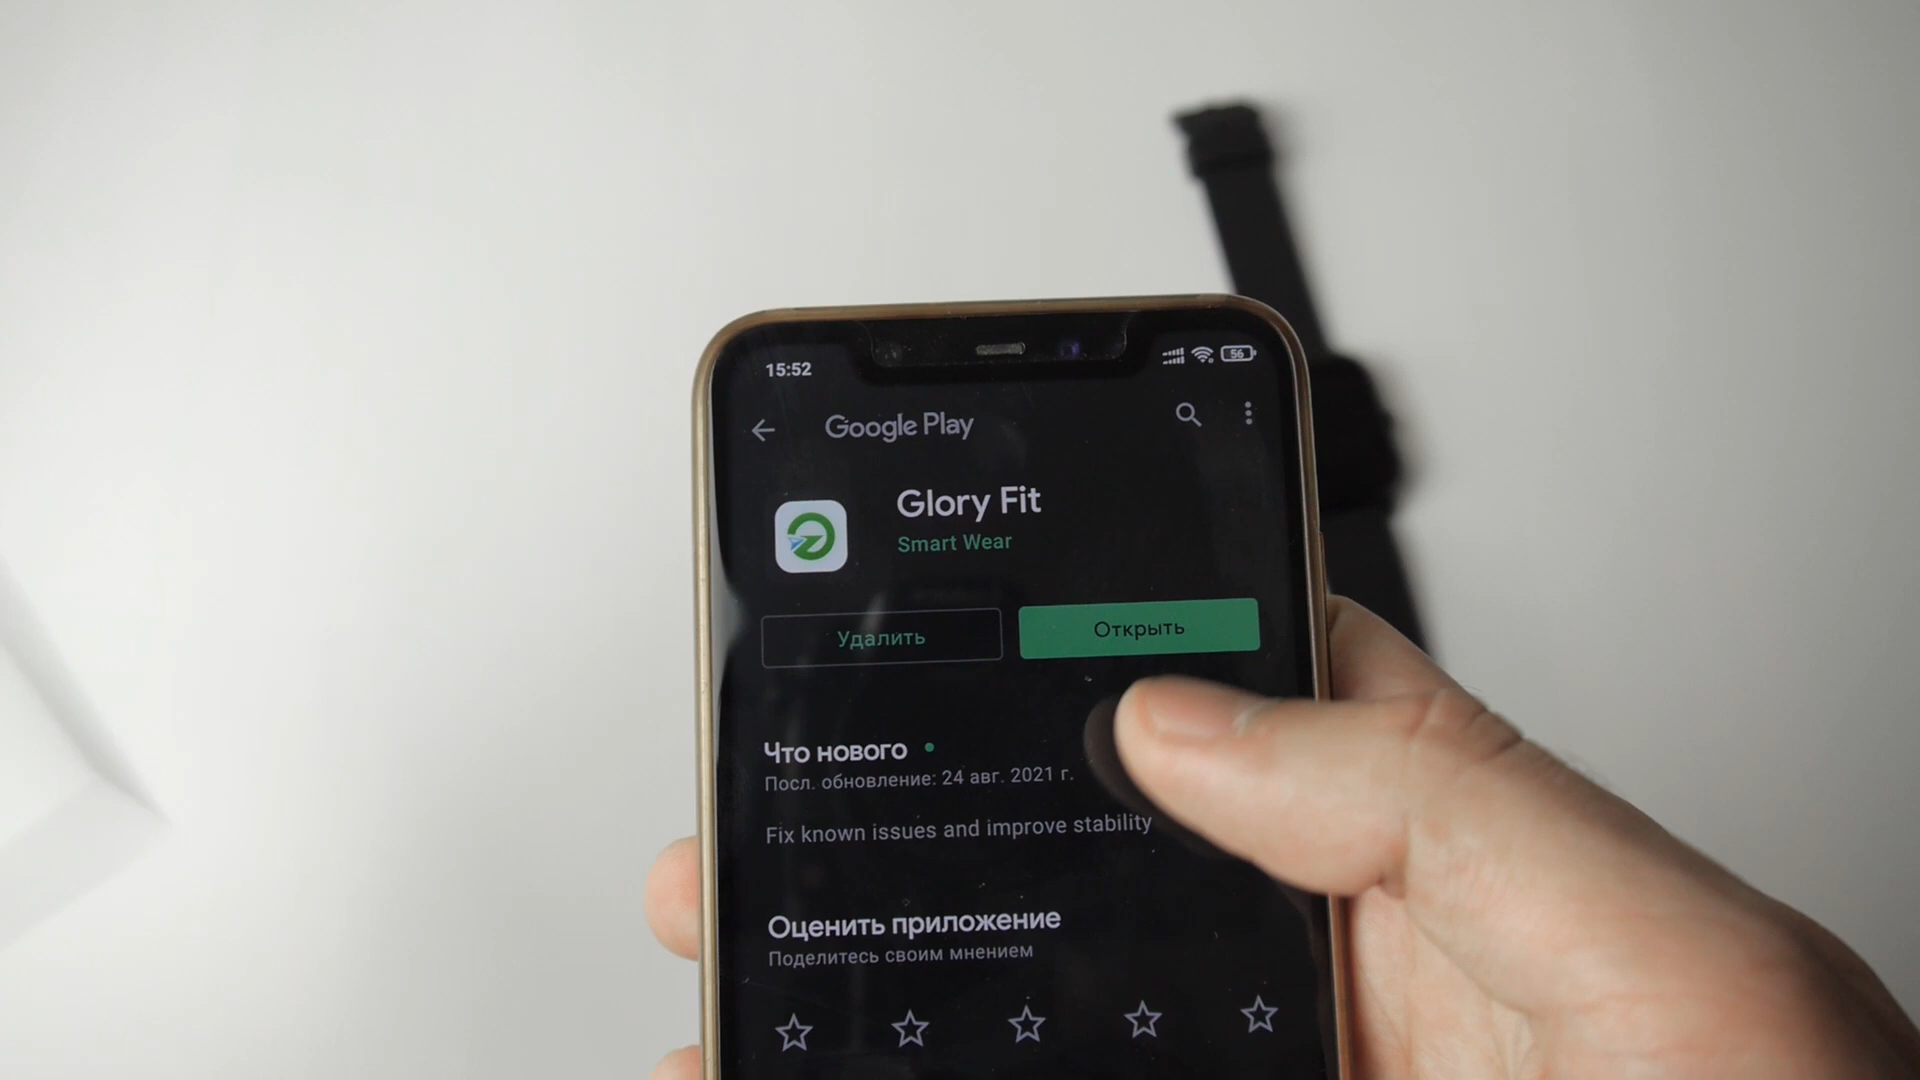 15:52
56
Google Play
Glory Fit
Smart Wear
Удалить
Открыть
Что нового
Посл. обновление: 24 авг. 2021 г.
Fix known issues and improve stability
Оценить приложение
Поделитесь своим мнением